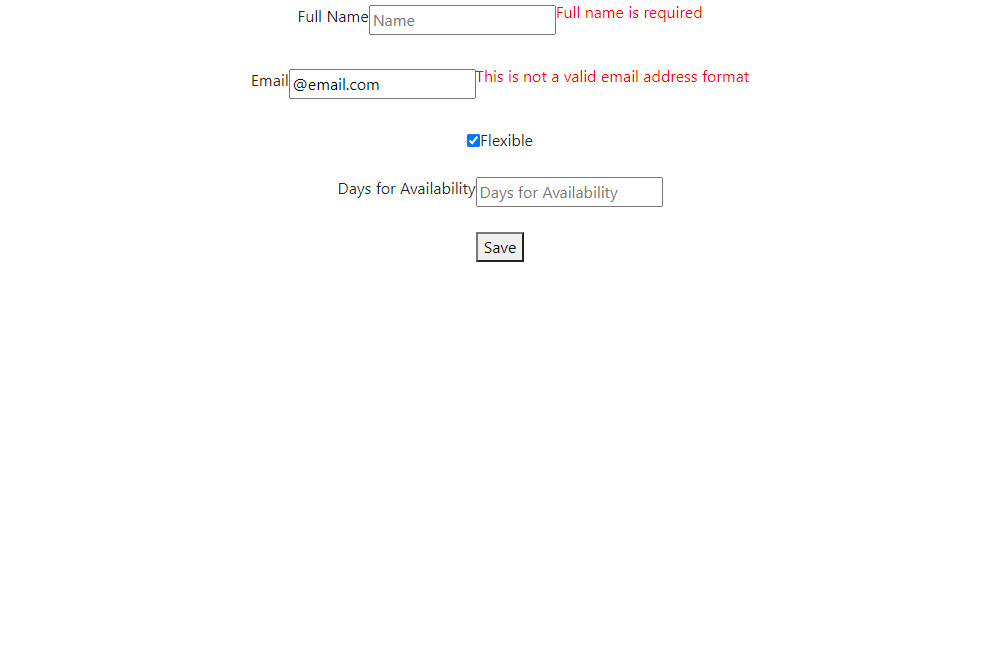 Full Name Name Full name is required
Email @email.com This is not a valid email address format
Flexible
Days for Availability Days for Availability
Save